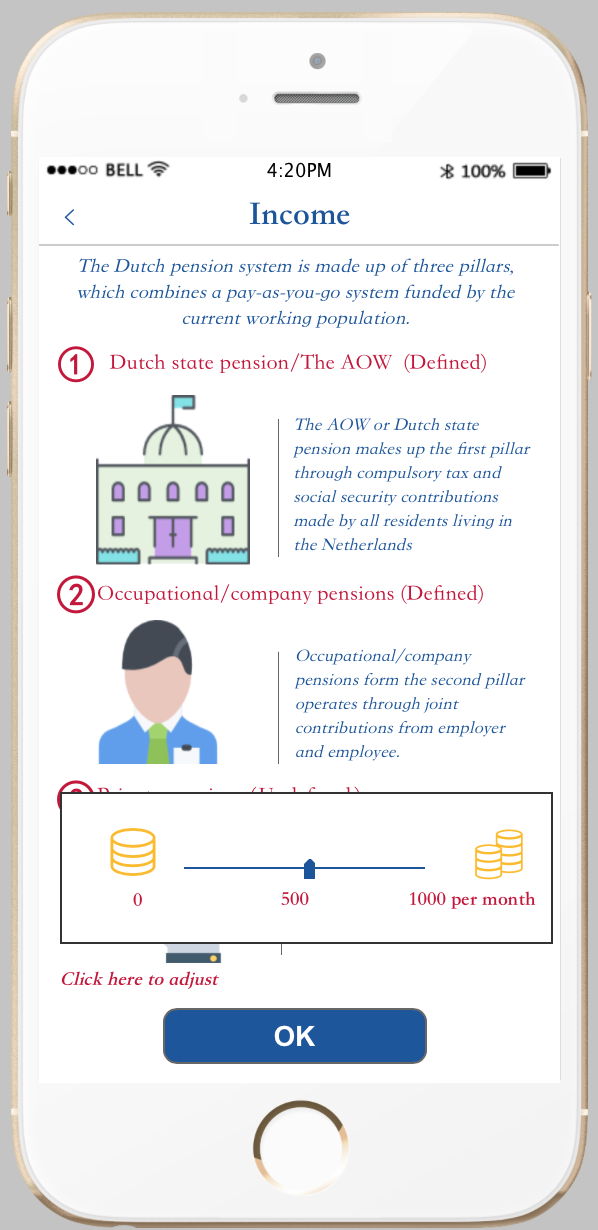 BELL 4:20PM 100%
Income
The Dutch pension system is made up of three pillars,
which combines a pay-as-you-go system funded by the
current working population.
1 Dutch state pension/The AOW (Defined)
The AOW or Dutch state
pension makes up the first pillar
through compulsory tax and
social security contributions
made by all residents living in
the Netherlands
2 Occupational/company pensions (Defined)
Occupational/company
pensions form the second pillar
operates through joint
contributions from employer
and employee.
0 500 1000 per month
Click here to adjust
OK